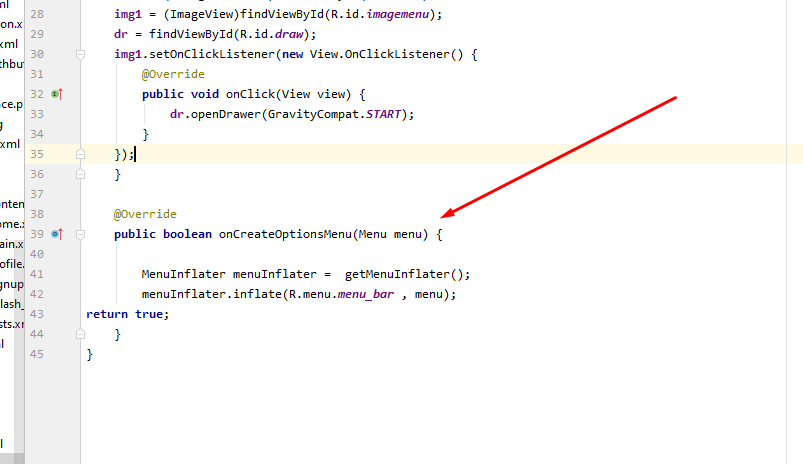 ml
on.x
xml
thbut
ce.p
g
xml
onten
ome.x
ain.x
ofile.
gnup
lash_
sts.xr
nl
l
28 img1 = (ImageView)findViewById(R.id.imagemenu);
29 dr = findViewById(R.id.draw);
30 img1.setOnClickListener(new View.OnClickListener() {
31 @Override
32 public void onClick(View view) {
33 dr.openDrawer(GravityCompat.START);
34 }
35 });
36 }
37
38 @Override
39 public boolean onCreateOptionsMenu(Menu menu) {
40
41 MenuInflater menuInflater =  getMenuInflater();
42 menuInflater.inflate(R.menu.menu_bar , menu);
43 return true;
44 }
45 }